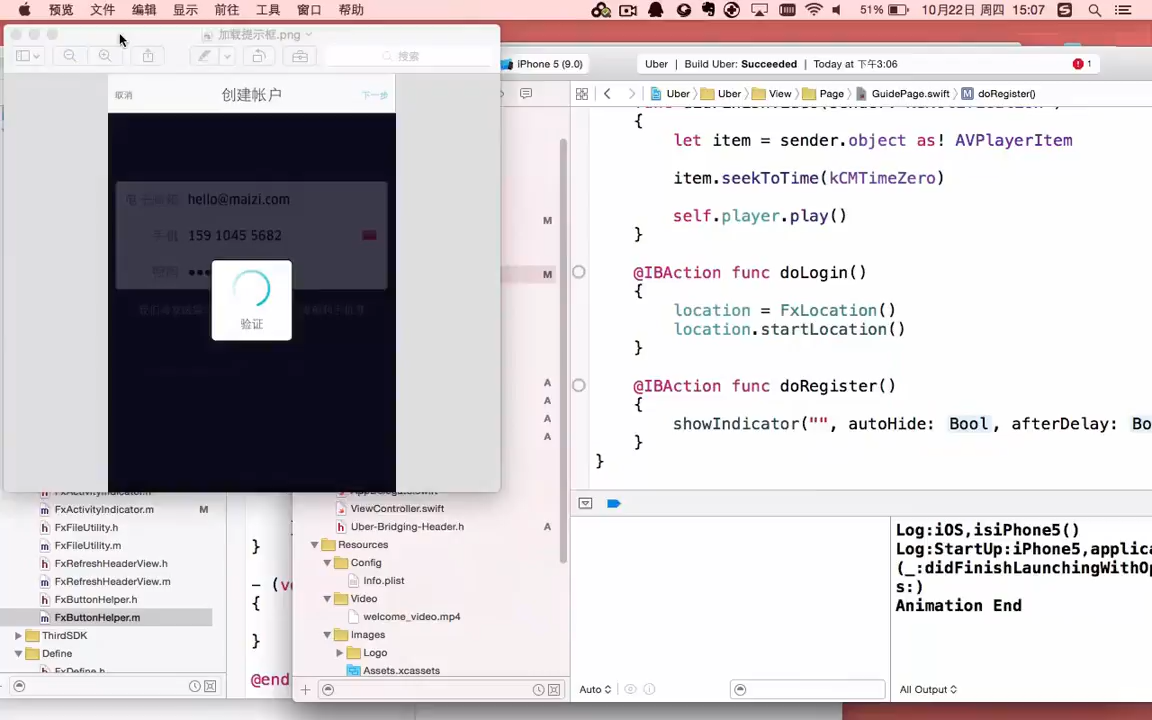 预览 文件 编辑 显示 前往 工具 窗口 帮助
51% 10月22日 周四 15:07
加载提示框.png
搜索
取消 创建帐户 下一步
hello@maizi.com
手机 159 1045 5682
验证
iPhone 5 (9.0)
Uber | Build Uber: Succeeded | Today at 下午3:06
1
Uber Uber View Page GuidePage.swift M doRegister()
{
let item = sender.object as! AVPlayerItem
item.seekToTime(kCMTimeZero)
self.player.play()
}
@IBAction func doLogin()
{
location = FxLocation()
location.startLocation()
}
@IBAction func doRegister()
{
showIndicator("", autoHide: Bool, afterDelay: Bo
}
}
M
M
A
A
A
A
FxActivityIndicator.m M
FxFileUtility.h
FxFileUtility.m
FxRefreshHeaderView.h
FxRefreshHeaderView.m
FxButtonHelper.h
FxButtonHelper.m
ThirdSDK
Define
FxDefine.h
}
- (v
{
}
@end
ViewController.swift
Uber-Bridging-Header.h A
Resources
Config
Info.plist
Video
welcome_video.mp4
Images
Logo
Assets.xcassets
Log:iOS,isiPhone5()
Log:StartUp:iPhone5,applica
(_:didFinishLaunchingWithOp
s:)
Animation End
Auto
All Output